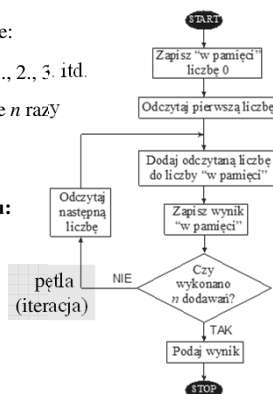 e:
., 2., 3. itd.
e n razy
u:
START
Zapisz “w pamięci”
liczbę 0
Odczytaj pierwszą liczbę
Dodaj odczytaną liczbę
do liczby “w pamięci”
Odczytaj
następną
liczbę
Zapisz wynik
“w pamięci”
pętla
(iteracja)
NIE
Czy
wykonano
n dodawań?
TAK
Podaj wynik
STOP